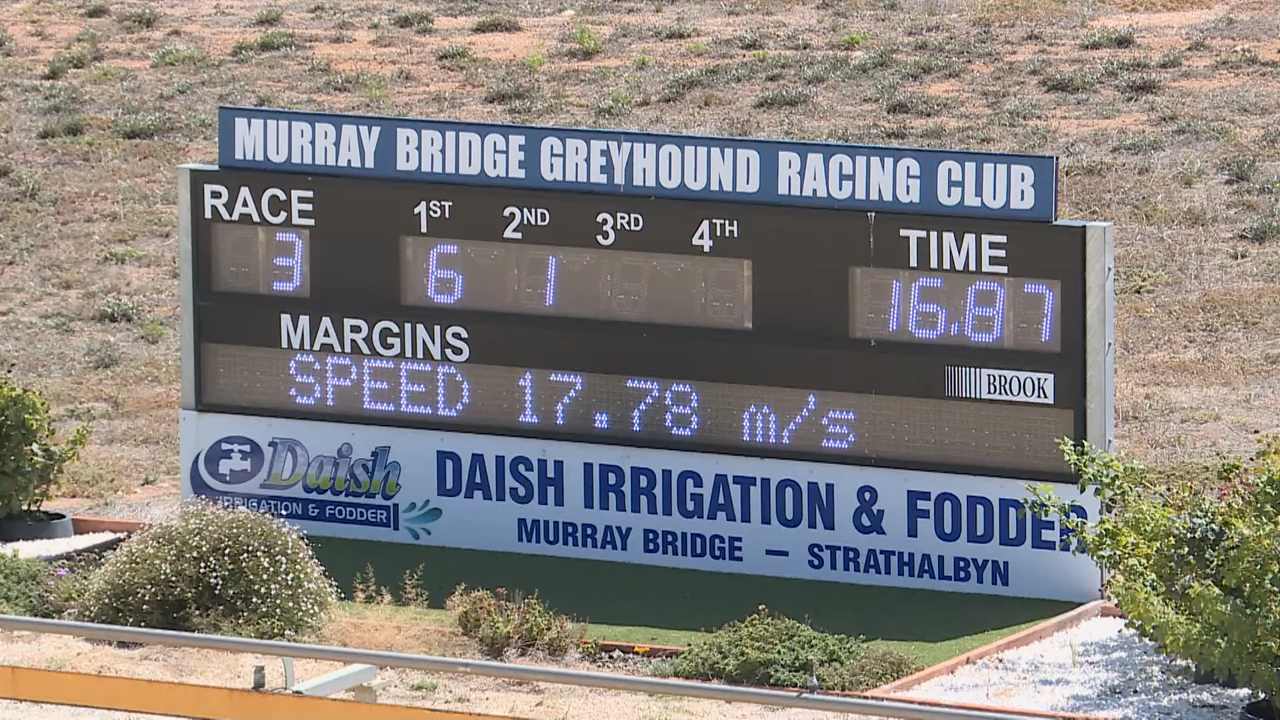 MURRAY BRIDGE GREYHOUND RACING CLUB
RACE 1ST 2ND 3RD 4TH TIME
3 6 1 16.87
MARGINS
BROOK
SPEED 17.78 m/s
Daish
IRRIGATION & FODDER
DAISH IRRIGATION & FODDER
MURRAY BRIDGE – STRATHALBYN